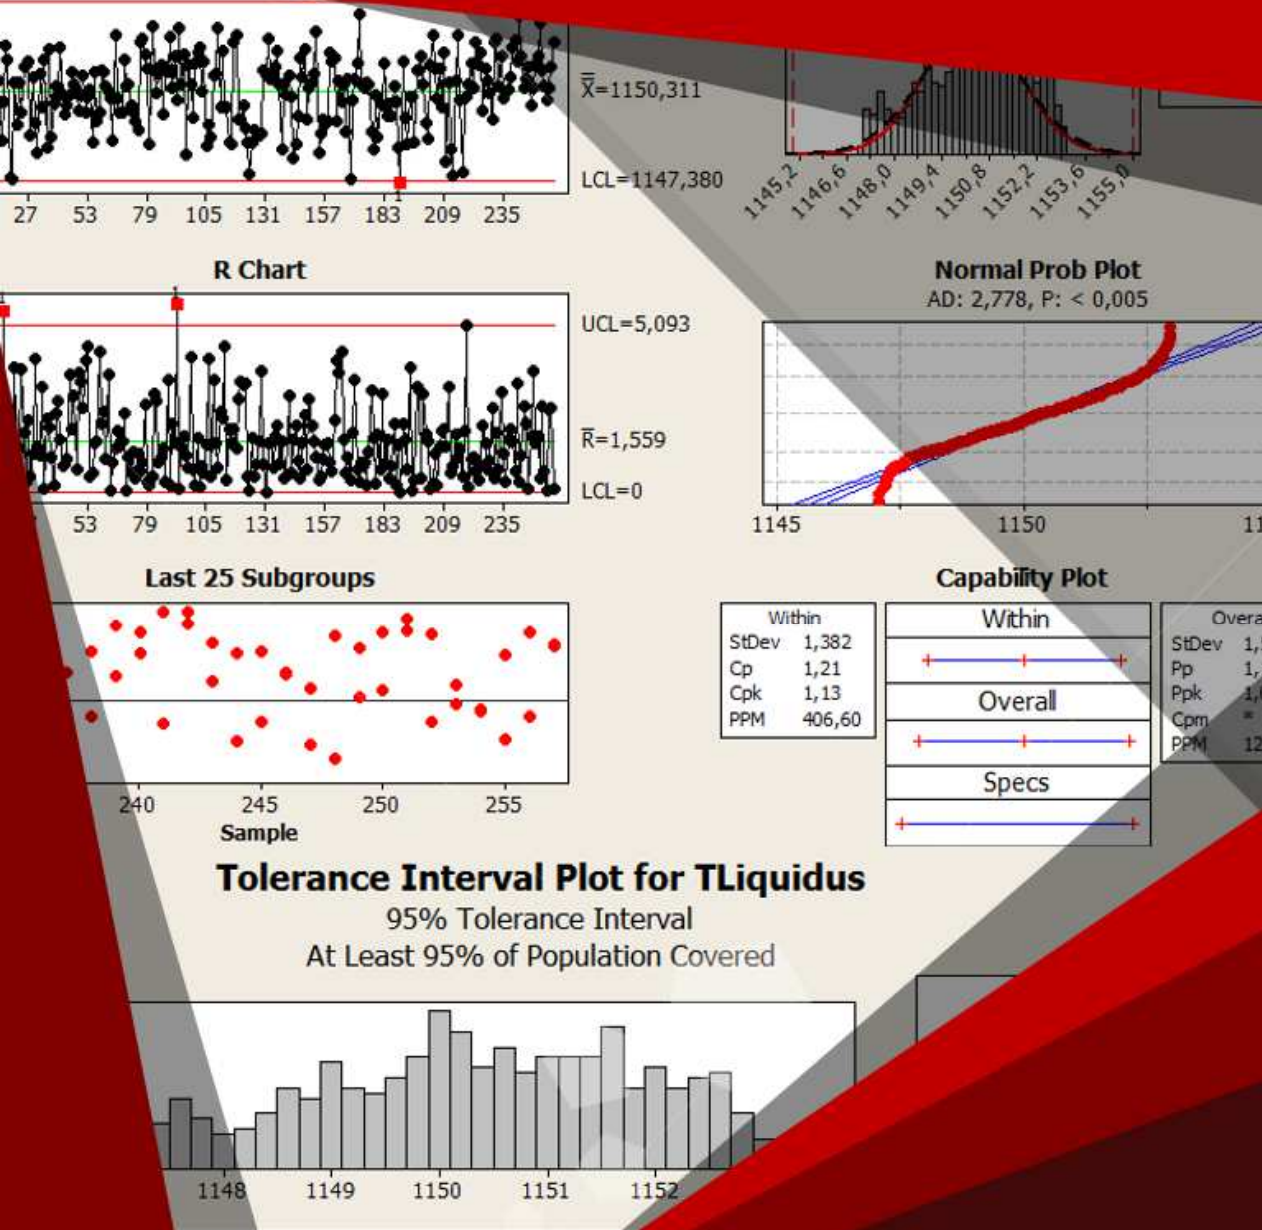 X=1150,311
LCL=1147,380
27 53 79 105 131 157 183 209 235
1145,2 1146,6 1148,0 1149,4 1150,8 1152,2 1153,6 1155,0
R Chart
Normal Prob Plot
AD: 2,778, P: < 0,005
1
1
UCL=5,093
R=1,559
LCL=0
53 79 105 131 157 183 209 235
1145 1150
Last 25 Subgroups
Capability Plot
Within
StDev 1,382
Cp 1,21
Cpk 1,13
PPM 406,60
Within
Overall
Specs
StDev
Pp
Ppk
Cpm *
PPM
240 245 250 255
Sample
Tolerance Interval Plot for TLiquidus
95% Tolerance Interval
At Least 95% of Population Covered
1148 1149 1150 1151 1152